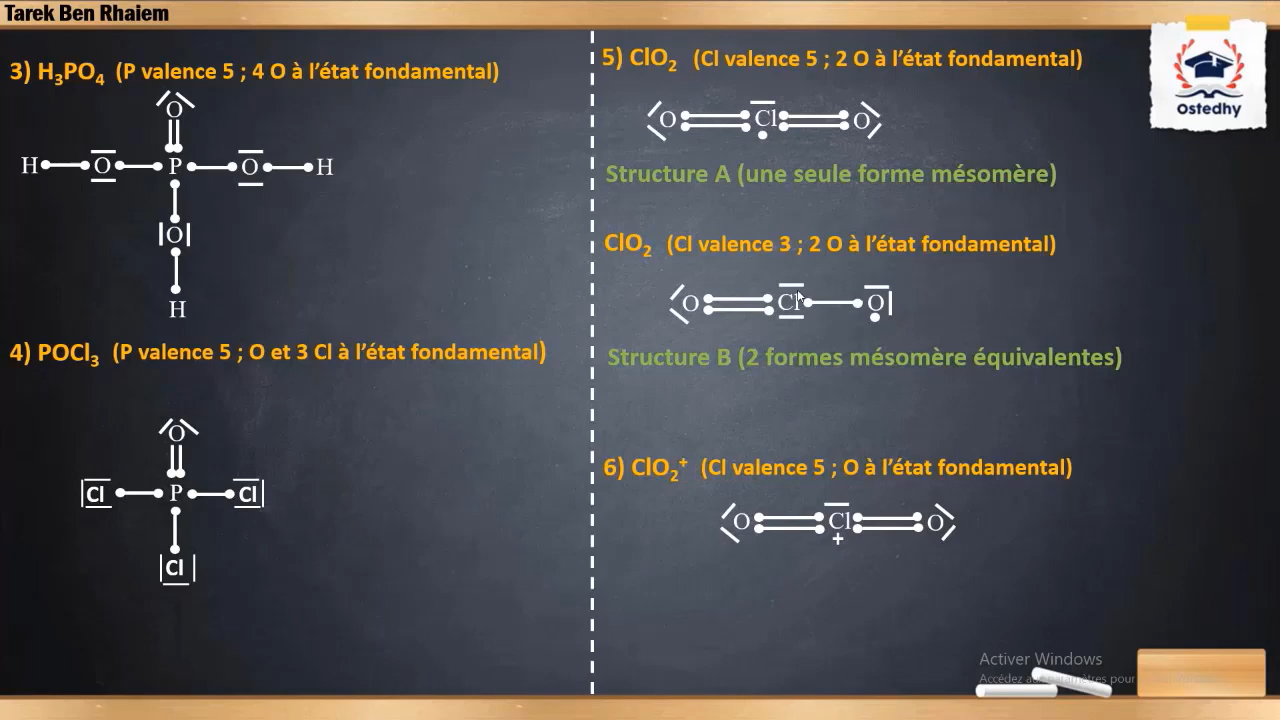 Tarek Ben Rhaiem
3) H₃PO₄ (P valence 5 ; 4 O à l’état fondamental)
O
H O P O H
O
H
4) POCl₃ (P valence 5 ; O et 3 Cl à l’état fondamental)
O
Cl P Cl
Cl
5) ClO₂ (Cl valence 5 ; 2 O à l’état fondamental)
O Cl O
Structure A (une seule forme mésomère)
ClO₂ (Cl valence 3 ; 2 O à l’état fondamental)
O Cl O
Structure B (2 formes mésomère équivalentes)
6) ClO₂⁺ (Cl valence 5 ; O à l’état fondamental)
O Cl O
+
Ostedhy
Activer Windows